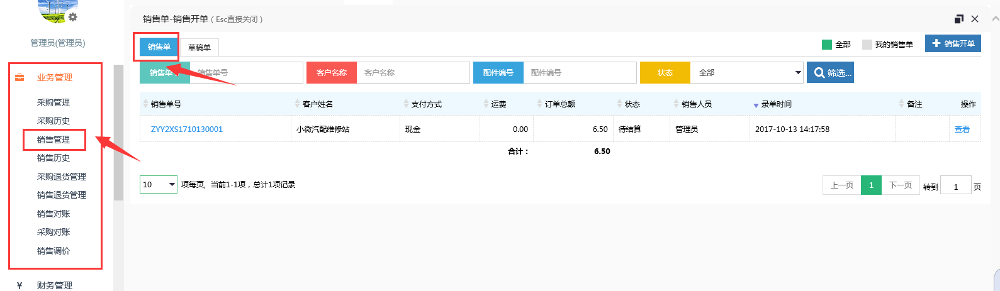 管理员(管理员)
业务管理
采购管理
采购历史
销售管理
销售历史
采购退货管理
销售退货管理
销售对账
采购对账
销售调价
¥ 财务管理
销售单-销售开单 ( Esc直接关闭 )
销售单 草稿单 全部 我的销售单 + 销售开单
销售单号 销售单号 客户名称 客户名称 配件编号 配件编号 状态 全部 筛选...
销售单号 客户姓名 支付方式 运费 订单总额 状态 销售人员 录单时间 备注 操作
ZYY2XS1710130001 小微汽配维修站 现金 0.00 6.50 待结算 管理员 2017-10-13 14:17:58 查看
合计： 6.50
10 项每页, 当前1-1项，总计1项记录 上一页 1 下一页 转到 1 页